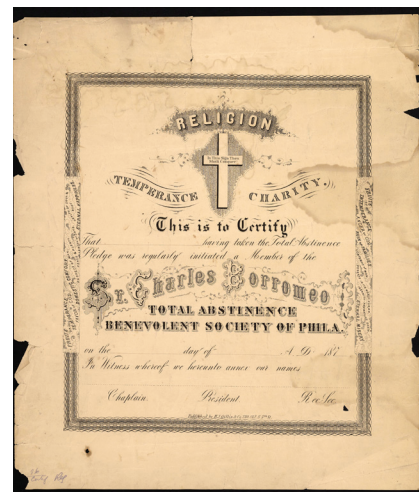 RELIGION
TEMPERANCE CHARITY.
This is to Certify
That having taken the Total Abstinence
Pledge was regularly initiated a Member of the
St. Charles Borromeo
TOTAL ABSTINENCE
BENEVOLENT SOCIETY OF PHILA.
on the day of A.D. 187
In Witness whereof we hereunto annex our names
Chaplain. President. Rec Sec.